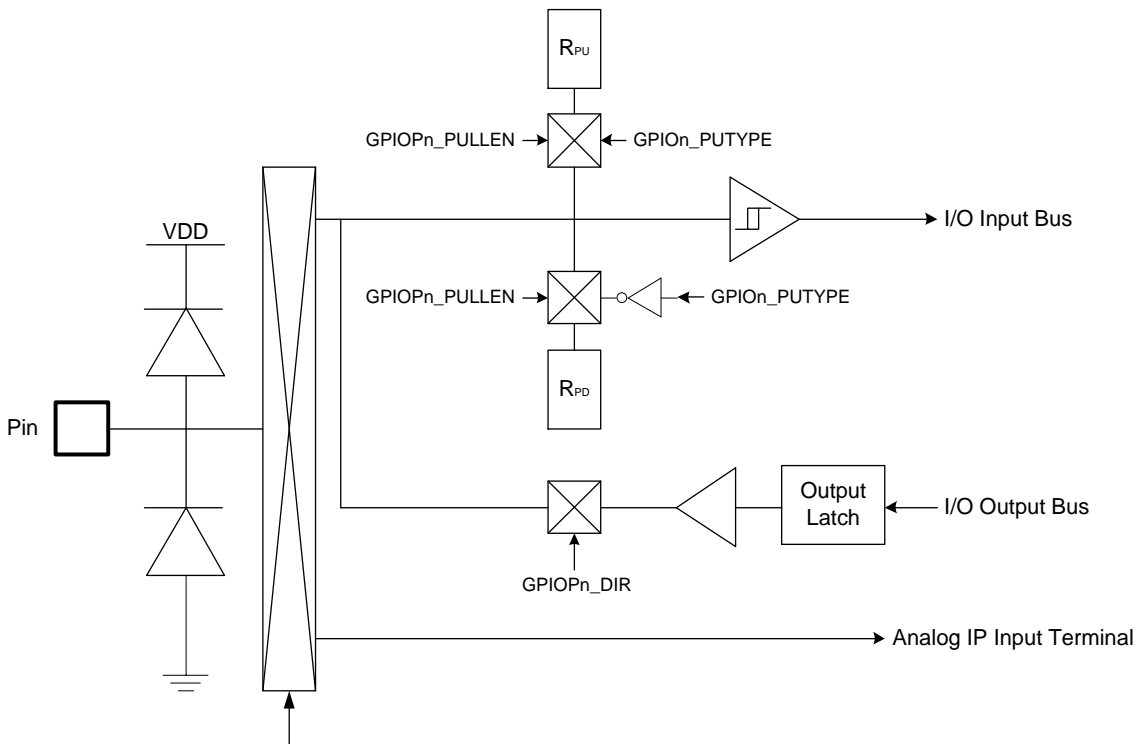 RPU
GPIOPn_PULLEN
GPIOn_PUTYPE
I/O Input Bus
VDD
GPIOPn_PULLEN
GPIOn_PUTYPE
RPD
Pin
Output
Latch
I/O Output Bus
GPIOPn_DIR
Analog IP Input Terminal